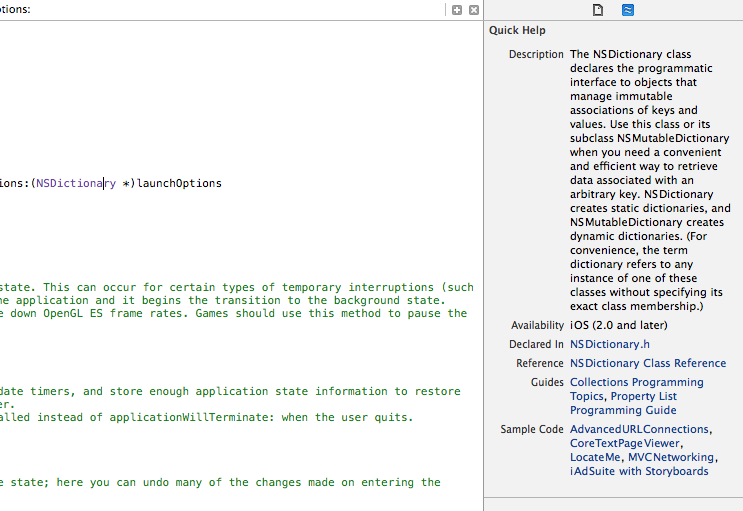 ptions:
ions:(NSDictionary *)launchOptions
state. This can occur for certain types of temporary interruptions (such
ne application and it begins the transition to the background state.
e down OpenGL ES frame rates. Games should use this method to pause the
date timers, and store enough application state information to restore
er.
alled instead of applicationWillTerminate: when the user quits.
e state; here you can undo many of the changes made on entering the
Quick Help
Description The NSDictionary class
declares the programmatic
interface to objects that
manage immutable
associations of keys and
values. Use this class or its
subclass NSMutableDictionary
when you need a convenient
and efficient way to retrieve
data associated with an
arbitrary key. NSDictionary
creates static dictionaries, and
NSMutableDictionary creates
dynamic dictionaries. (For
convenience, the term
dictionary refers to any
instance of one of these
classes without specifying its
exact class membership.)
Availability iOS (2.0 and later)
Declared In NSDictionary.h
Reference NSDictionary Class Reference
Guides Collections Programming
Topics, Property List
Programming Guide
Sample Code AdvancedURLConnections,
CoreTextPageViewer,
LocateMe, MVCNetworking,
iAdSuite with Storyboards